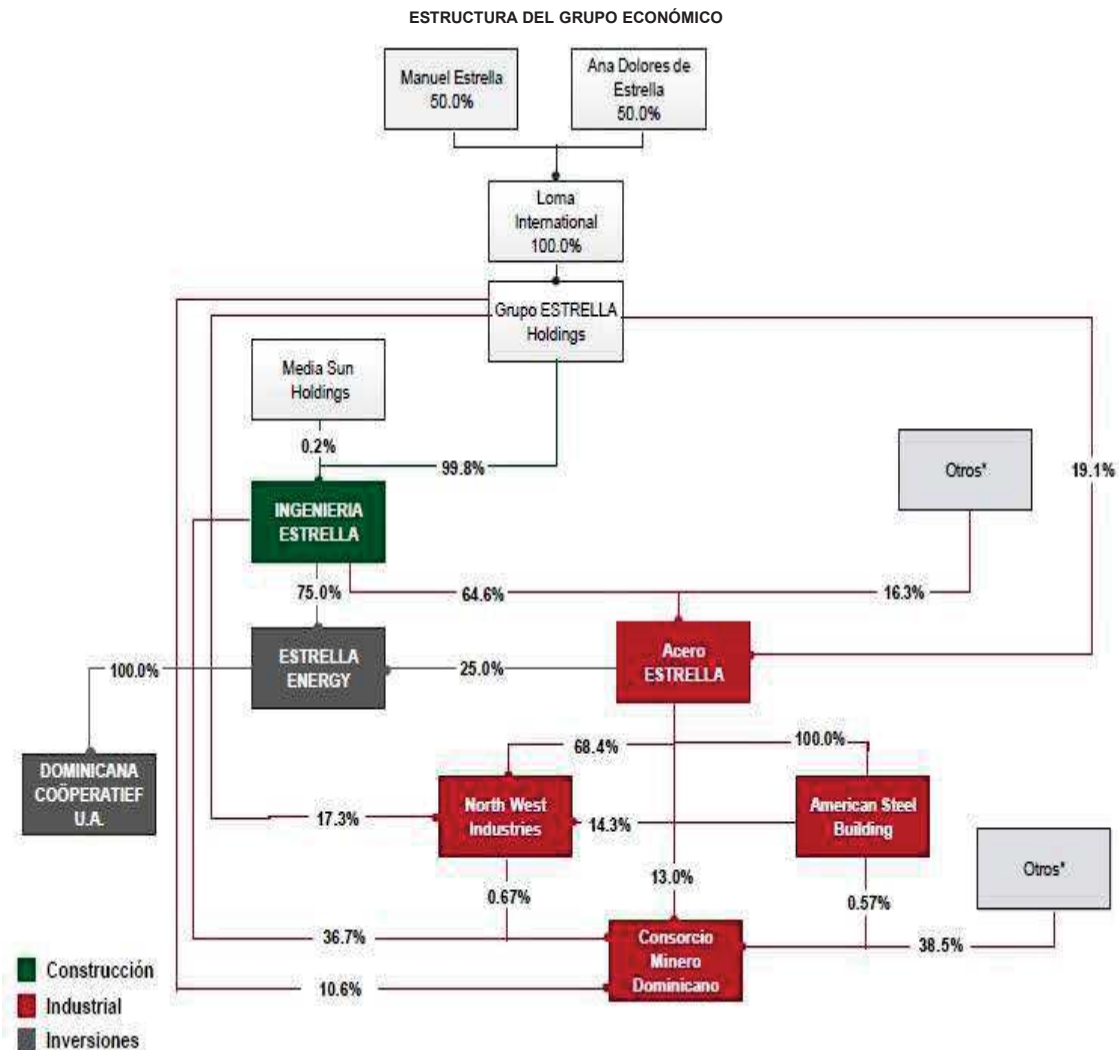 ESTRUCTURA DEL GRUPO ECONÓMICO
Manuel Estrella
50.0%
Ana Dolores de
Estrella
50.0%
Loma
International
100.0%
Grupo ESTRELLA
Holdings
Media Sun
Holdings
0.2%
99.8%
Otros*
19.1%
INGENIERIA
ESTRELLA
75.0%
64.6%
16.3%
ESTRELLA
ENERGY
100.0%
25.0%
Acero
ESTRELLA
68.4%
100.0%
DOMINICANA
COÖPERATIEF
U.A.
17.3%
North West
Industries
14.3%
American Steel
Building
Otros*
0.67%
13.0%
0.57%
36.7%
Consorcio
Minero
Dominicano
38.5%
10.6%
Construcción
Industrial
Inversiones